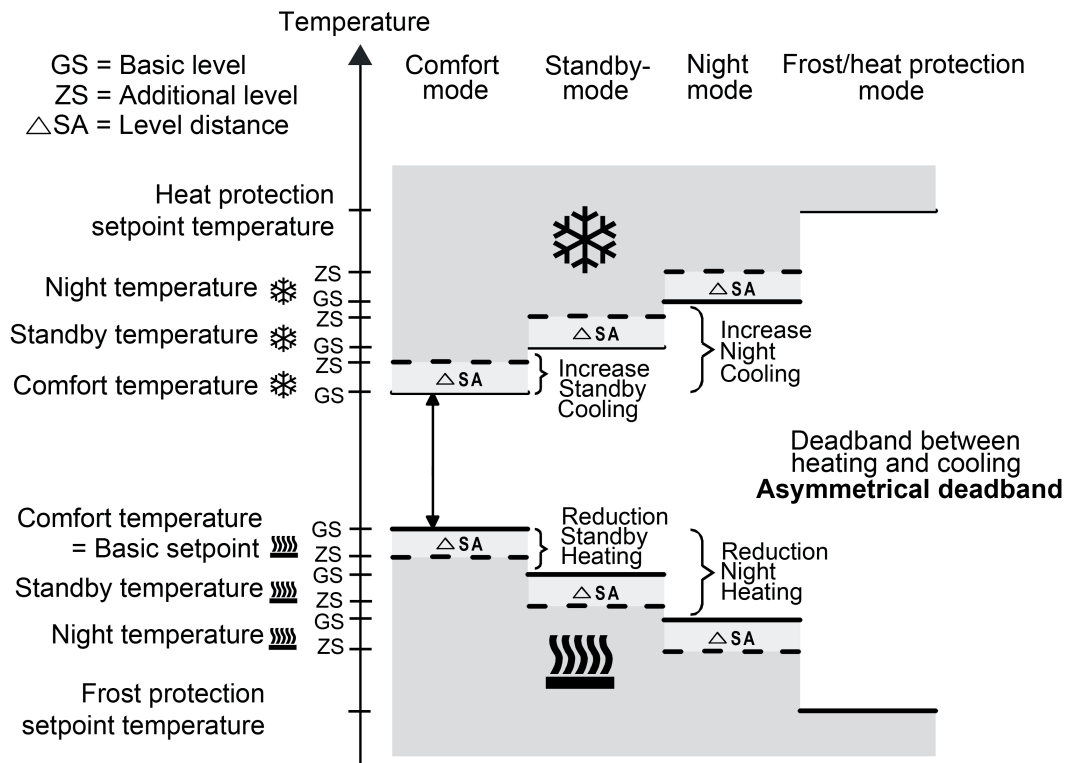 Temperature
GS = Basic level
ZS = Additional level
△SA = Level distance
Comfort
mode
Standby-
mode
Night
mode
Frost/heat protection
mode
Heat protection
setpoint temperature
Night temperature
ZS
GS
Standby temperature
ZS
GS
Comfort temperature
ZS
GS
△SA
△SA
△SA
Increase
Standby
Cooling
Increase
Night
Cooling
Deadband between
heating and cooling
Asymmetrical deadband
Comfort temperature
= Basic setpoint
GS
ZS
Standby temperature
GS
ZS
Night temperature
GS
ZS
△SA
△SA
△SA
Reduction
Standby
Heating
Reduction
Night
Heating
Frost protection
setpoint temperature